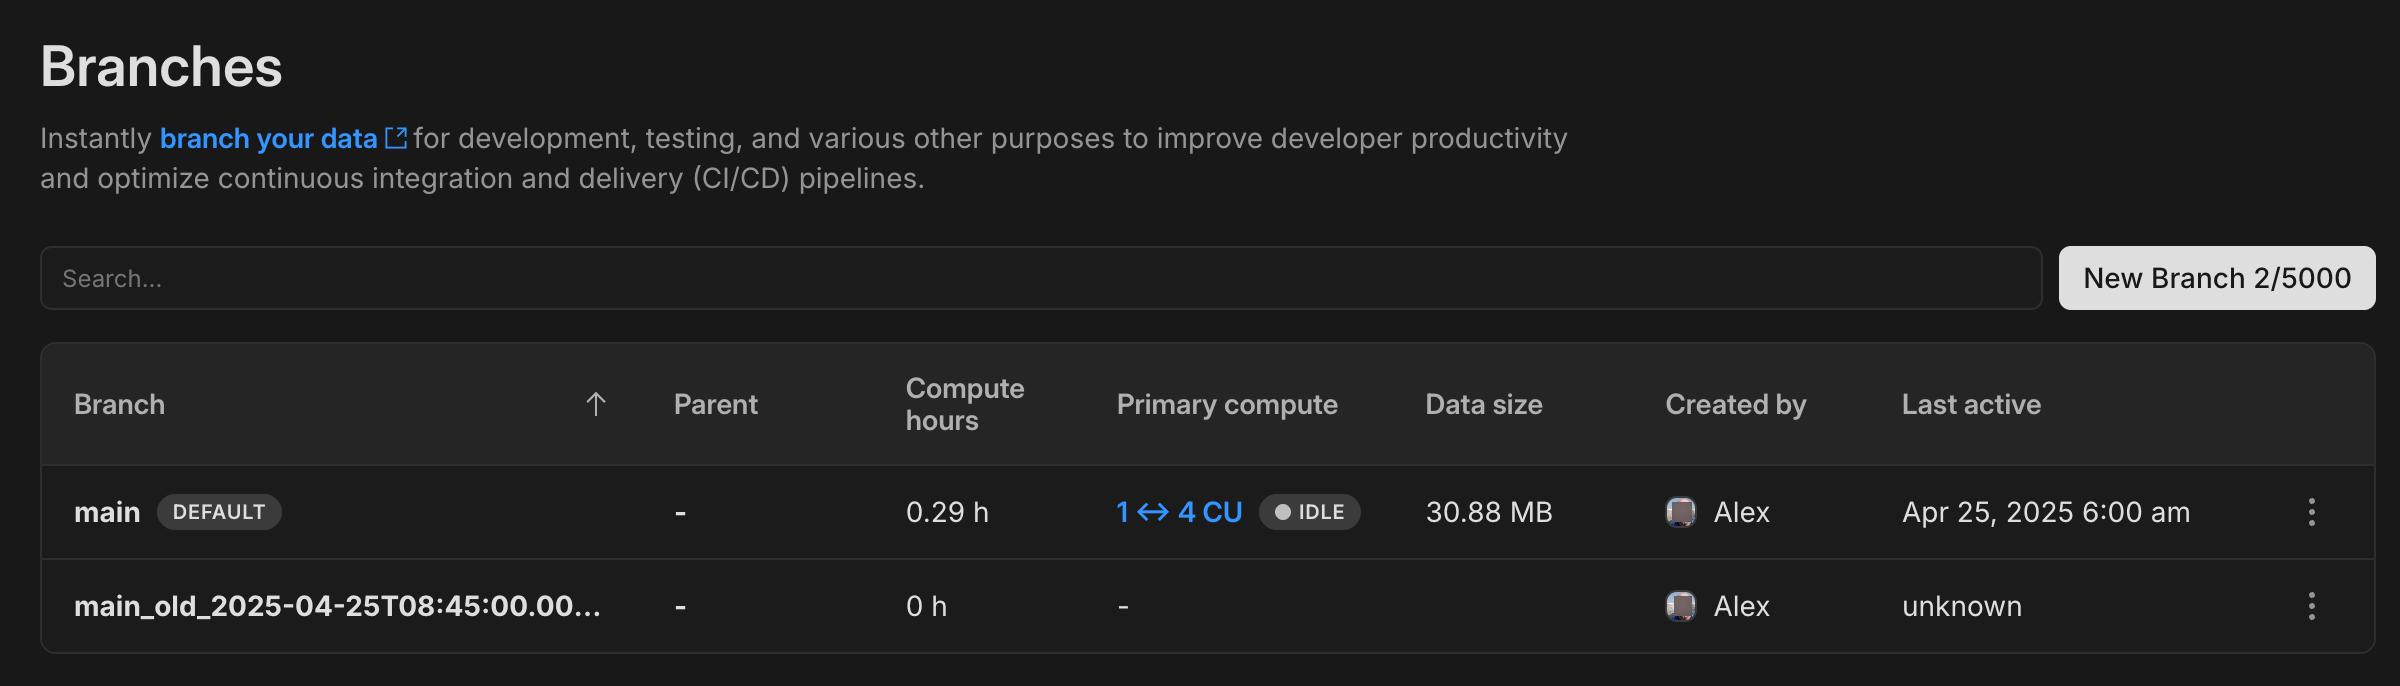 Branches
Instantly branch your data for development, testing, and various other purposes to improve developer productivity
and optimize continuous integration and delivery (CI/CD) pipelines.
Search...
New Branch 2/5000
Branch ↑ Parent Compute hours Primary compute Data size Created by Last active
main DEFAULT - 0.29 h 1 ↔ 4 CU IDLE 30.88 MB Alex Apr 25, 2025 6:00 am
main_old_2025-04-25T08:45:00.00... - 0 h - Alex unknown